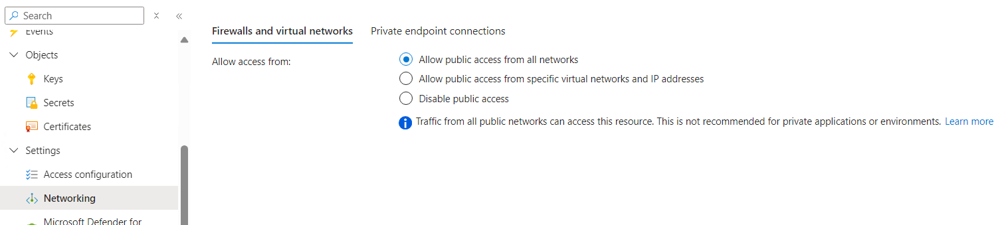 Search
Events
Objects
Keys
Secrets
Certificates
Settings
Access configuration
Networking
Microsoft Defender for
Firewalls and virtual networks
Private endpoint connections
Allow access from:
Allow public access from all networks
Allow public access from specific virtual networks and IP addresses
Disable public access
Traffic from all public networks can access this resource. This is not recommended for private applications or environments. Learn more